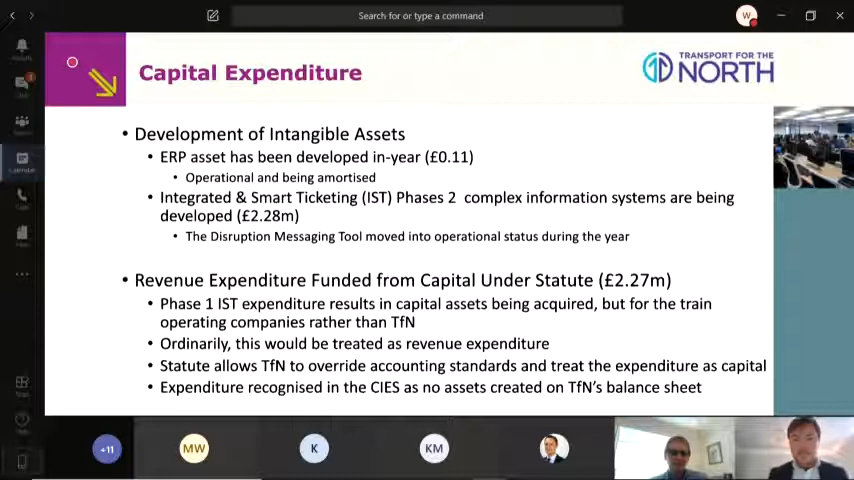 Search for or type a command
W
Capital Expenditure
TRANSPORT FOR THE
NORTH
• Development of Intangible Assets
• ERP asset has been developed in-year (£0.11)
• Operational and being amortised
• Integrated & Smart Ticketing (IST) Phases 2 complex information systems are being
developed (£2.28m)
• The Disruption Messaging Tool moved into operational status during the year
• Revenue Expenditure Funded from Capital Under Statute (£2.27m)
• Phase 1 IST expenditure results in capital assets being acquired, but for the train
operating companies rather than TfN
• Ordinarily, this would be treated as revenue expenditure
• Statute allows TfN to override accounting standards and treat the expenditure as capital
• Expenditure recognised in the CIES as no assets created on TfN's balance sheet
+11
MW
K
KM